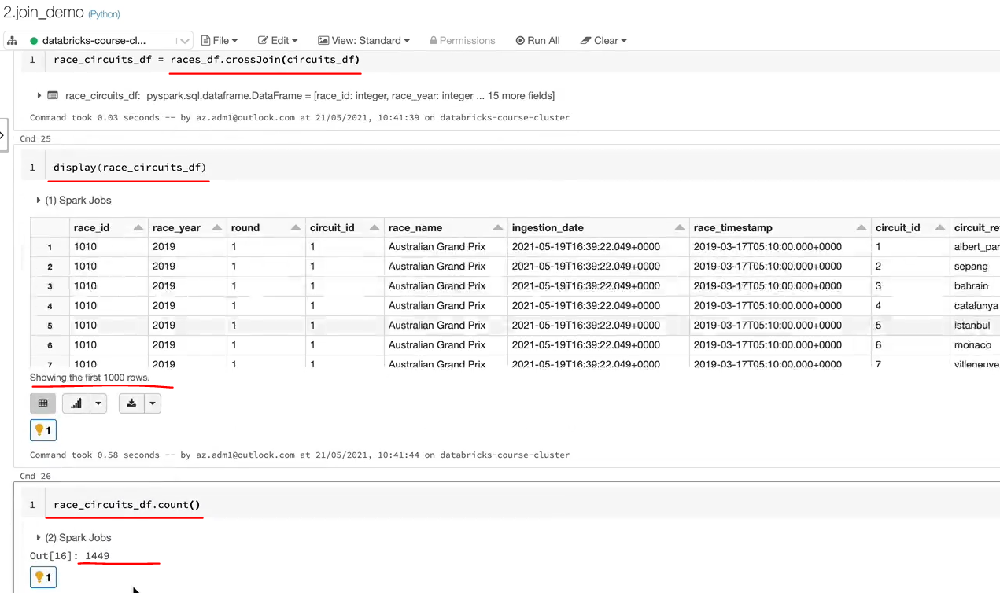 2.join_demo (Python)
databricks-course-cl... File Edit View: Standard Permissions Run All Clear
1 race_circuits_df = races_df.crossJoin(circuits_df)
race_circuits_df: pyspark.sql.dataframe.DataFrame = [race_id: integer, race_year: integer ... 15 more fields]
Command took 0.03 seconds -- by az.adm1@outlook.com at 21/05/2021, 10:41:39 on databricks-course-cluster
Cmd 25
1 display(race_circuits_df)
(1) Spark Jobs
race_id race_year round circuit_id race_name ingestion_date race_timestamp circuit_id circuit_re
1 1010 2019 1 1 Australian Grand Prix 2021-05-19T16:39:22.049+0000 2019-03-17T05:10:00.000+0000 1 albert_par
2 1010 2019 1 1 Australian Grand Prix 2021-05-19T16:39:22.049+0000 2019-03-17T05:10:00.000+0000 2 sepang
3 1010 2019 1 1 Australian Grand Prix 2021-05-19T16:39:22.049+0000 2019-03-17T05:10:00.000+0000 3 bahrain
4 1010 2019 1 1 Australian Grand Prix 2021-05-19T16:39:22.049+0000 2019-03-17T05:10:00.000+0000 4 catalunya
5 1010 2019 1 1 Australian Grand Prix 2021-05-19T16:39:22.049+0000 2019-03-17T05:10:00.000+0000 5 istanbul
6 1010 2019 1 1 Australian Grand Prix 2021-05-19T16:39:22.049+0000 2019-03-17T05:10:00.000+0000 6 monaco
7 1010 2019 1 1 Australian Grand Prix 2021-05-19T16:39:22.049+0000 2019-03-17T05:10:00.000+0000 7 villeneuve
Showing the first 1000 rows.
1
Command took 0.58 seconds -- by az.adm1@outlook.com at 21/05/2021, 10:41:44 on databricks-course-cluster
Cmd 26
1 race_circuits_df.count()
(2) Spark Jobs
Out[16]: 1449
1